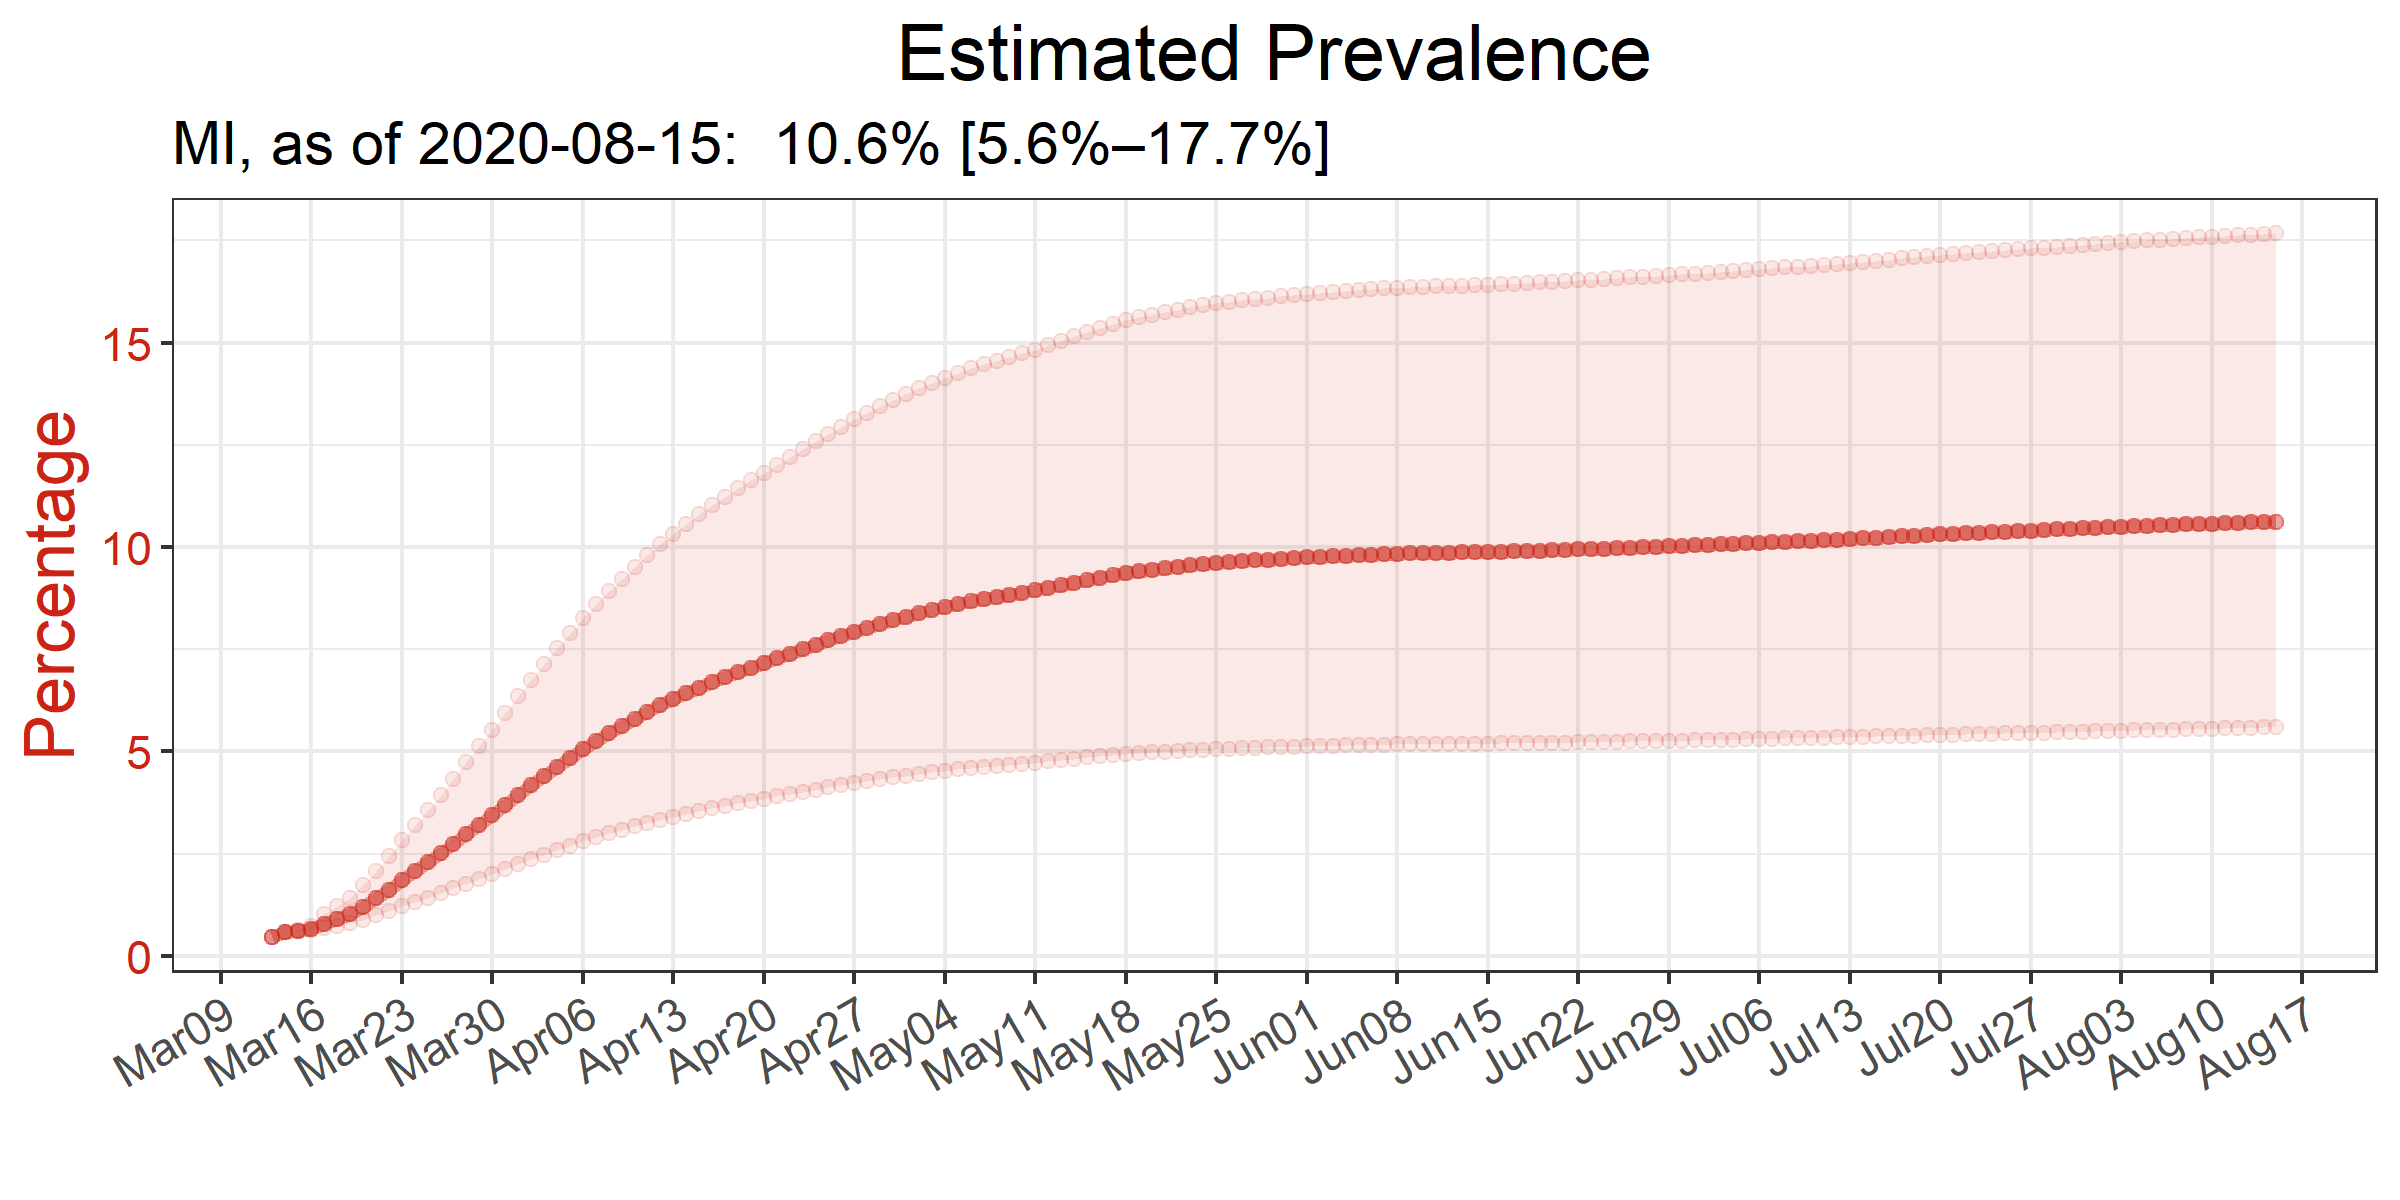 Estimated Prevalence
MI, as of 2020-08-15:  10.6% [5.6%–17.7%]
Percentage
15
10
5
0
Mar09 Mar16 Mar23 Mar30 Apr06 Apr13 Apr20 Apr27 May04 May11 May18 May25 Jun01 Jun08 Jun15 Jun22 Jun29 Jul06 Jul13 Jul20 Jul27 Aug03 Aug10 Aug17